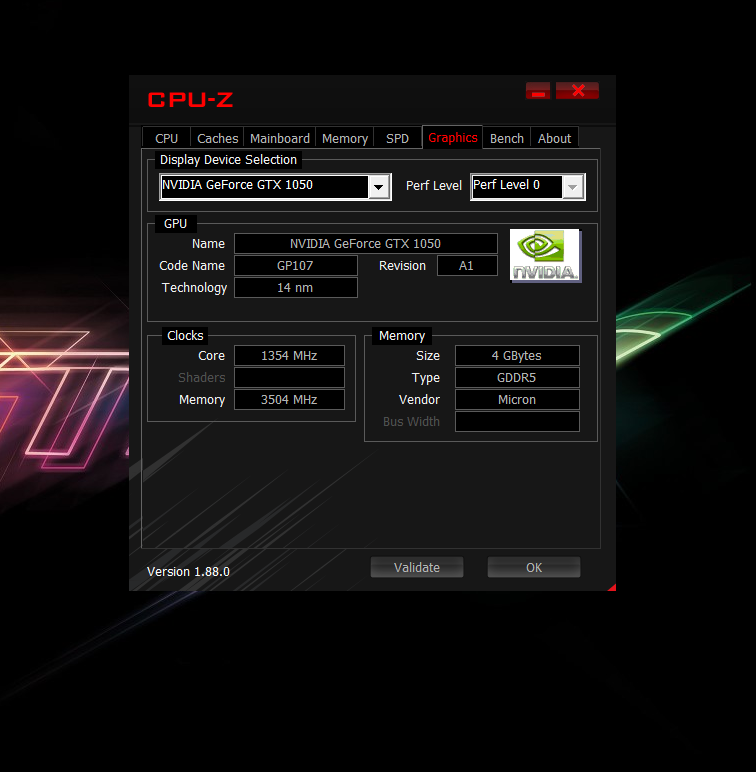 CPU-Z
CPU Caches Mainboard Memory SPD Graphics Bench About
Display Device Selection
NVIDIA GeForce GTX 1050 Perf Level Perf Level 0
GPU
Name NVIDIA GeForce GTX 1050
Code Name GP107 Revision A1
Technology 14 nm
NVIDIA.
Clocks
Core 1354 MHz
Shaders
Memory 3504 MHz
Memory
Size 4 GBytes
Type GDDR5
Vendor Micron
Bus Width
Version 1.88.0
Validate OK